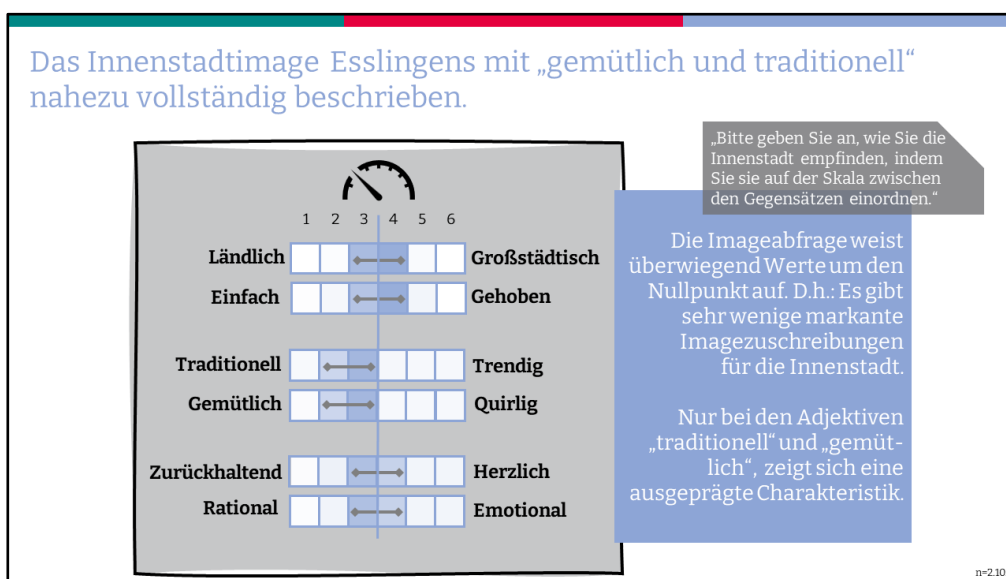 Das Innenstadtimage Esslingens mit „gemütlich und traditionell“
nahezu vollständig beschrieben.
„Bitte geben Sie an, wie Sie die
Innenstadt empfinden, indem
Sie sie auf der Skala zwischen
den Gegensätzen einordnen.“
1 2 3 4 5 6
Ländlich Großstädtisch
Einfach Gehoben
Traditionell Trendig
Gemütlich Quirlig
Zurückhaltend Herzlich
Rational Emotional
Die Imageabfrage weist
überwiegend Werte um den
Nullpunkt auf. D.h.: Es gibt
sehr wenige markante
Imagezuschreibungen
für die Innenstadt.
Nur bei den Adjektiven
„traditionell“ und „gemüt-
lich“, zeigt sich eine
ausgeprägte Charakteristik.